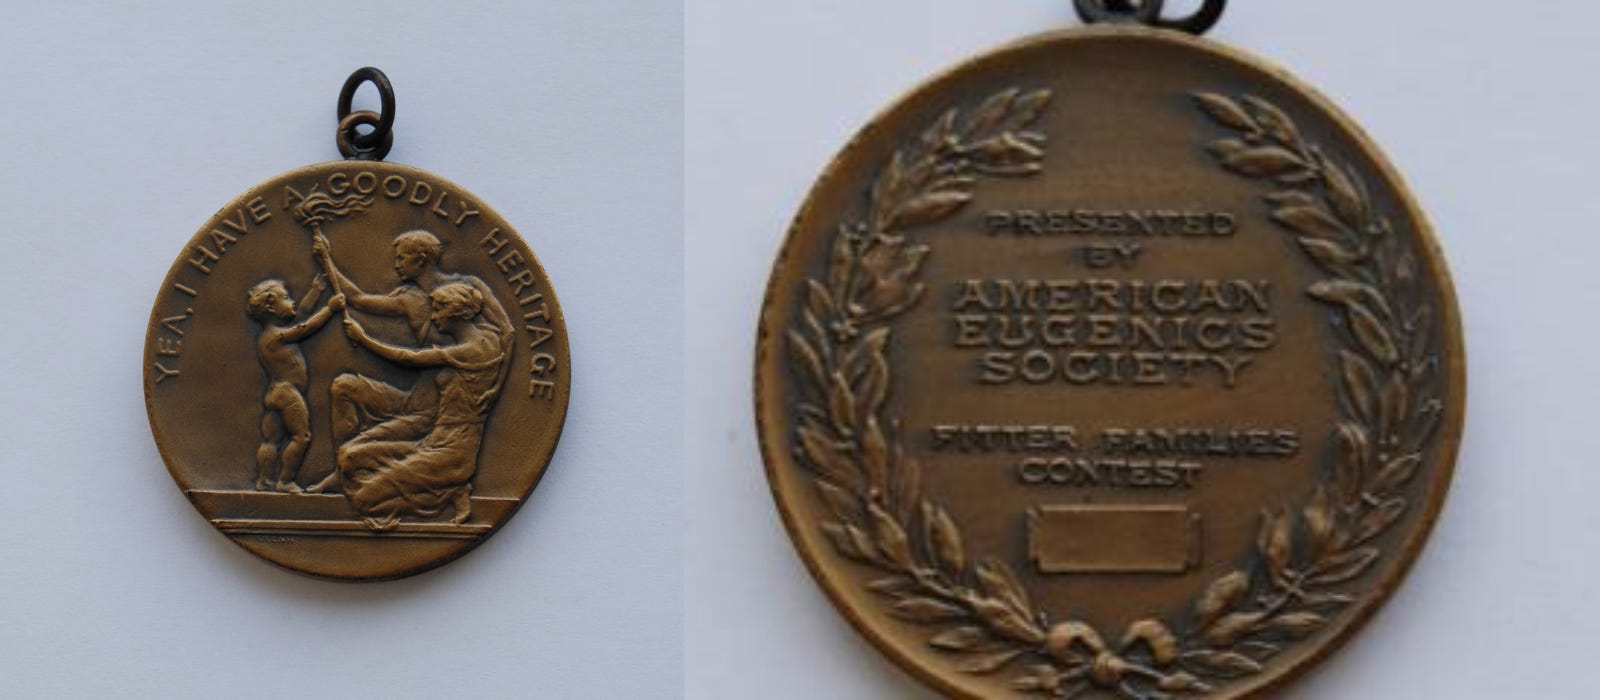 YEA, I HAVE A GOODLY HERITAGE
PRESENTED
BY
AMERICAN
EUGENICS
SOCIETY
FITTER FAMILIES
CONTEST